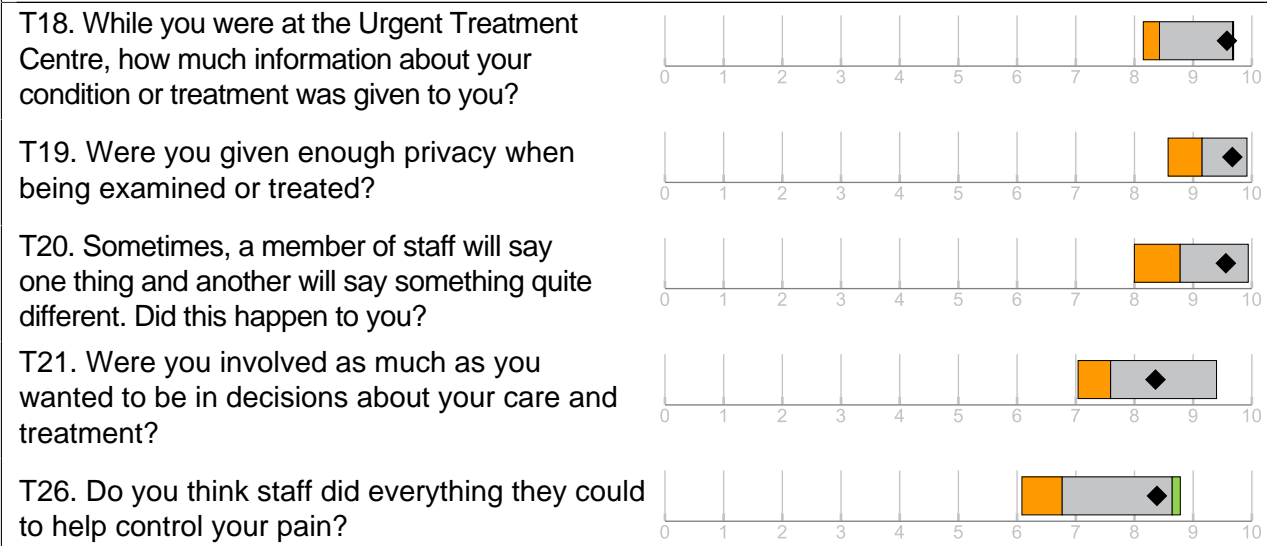 T18. While you were at the Urgent Treatment
Centre, how much information about your
condition or treatment was given to you?
0 1 2 3 4 5 6 7 8 9 10
T19. Were you given enough privacy when
being examined or treated?
0 1 2 3 4 5 6 7 8 9 10
T20. Sometimes, a member of staff will say
one thing and another will say something quite
different. Did this happen to you?
0 1 2 3 4 5 6 7 8 9 10
T21. Were you involved as much as you
wanted to be in decisions about your care and
treatment?
0 1 2 3 4 5 6 7 8 9 10
T26. Do you think staff did everything they could
to help control your pain?
0 1 2 3 4 5 6 7 8 9 10